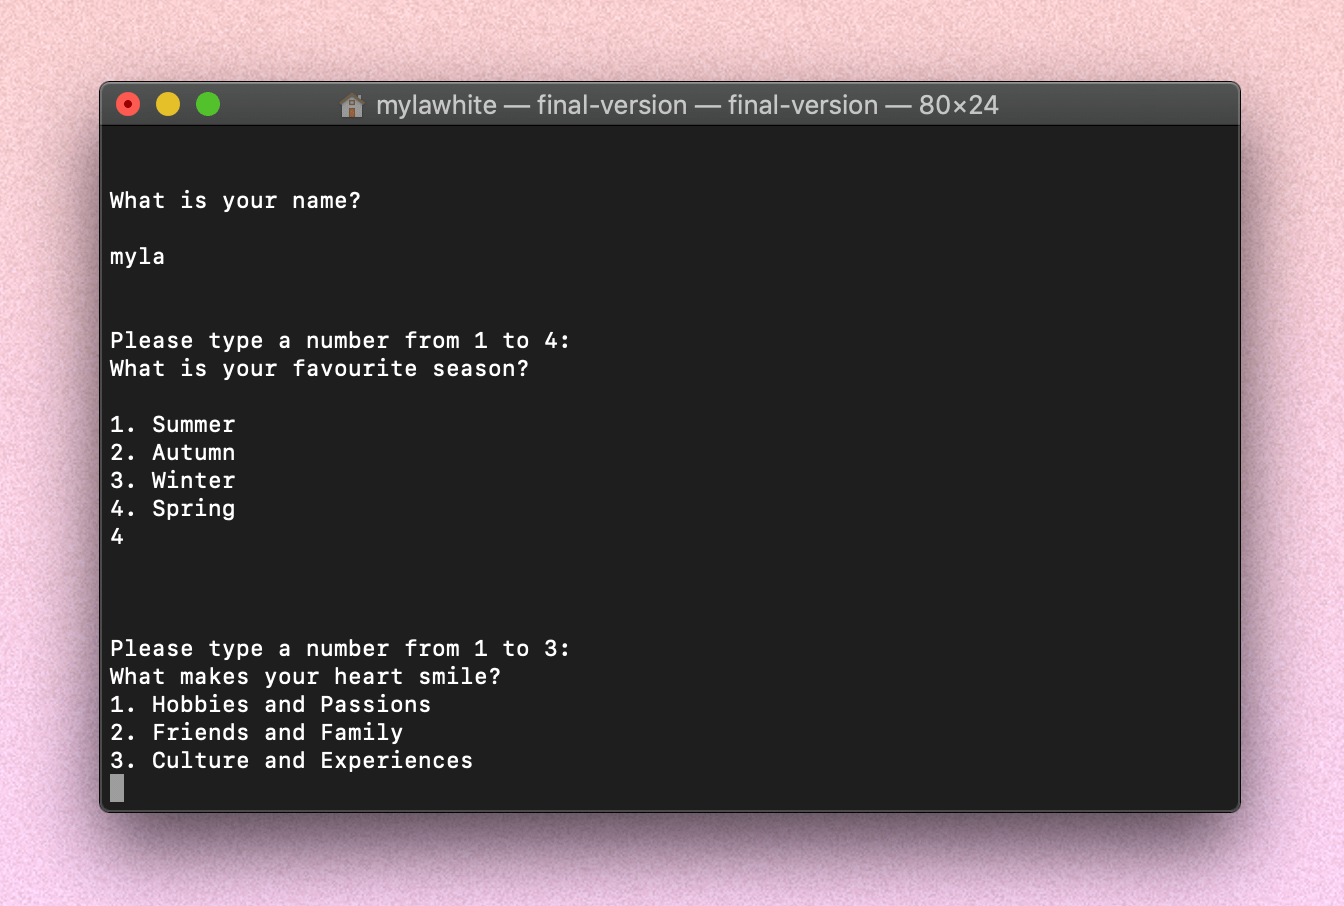 mylawhite — final-version — final-version — 80×24
What is your name?
myla
Please type a number from 1 to 4:
What is your favourite season?
1. Summer
2. Autumn
3. Winter
4. Spring
4
Please type a number from 1 to 3:
What makes your heart smile?
1. Hobbies and Passions
2. Friends and Family
3. Culture and Experiences